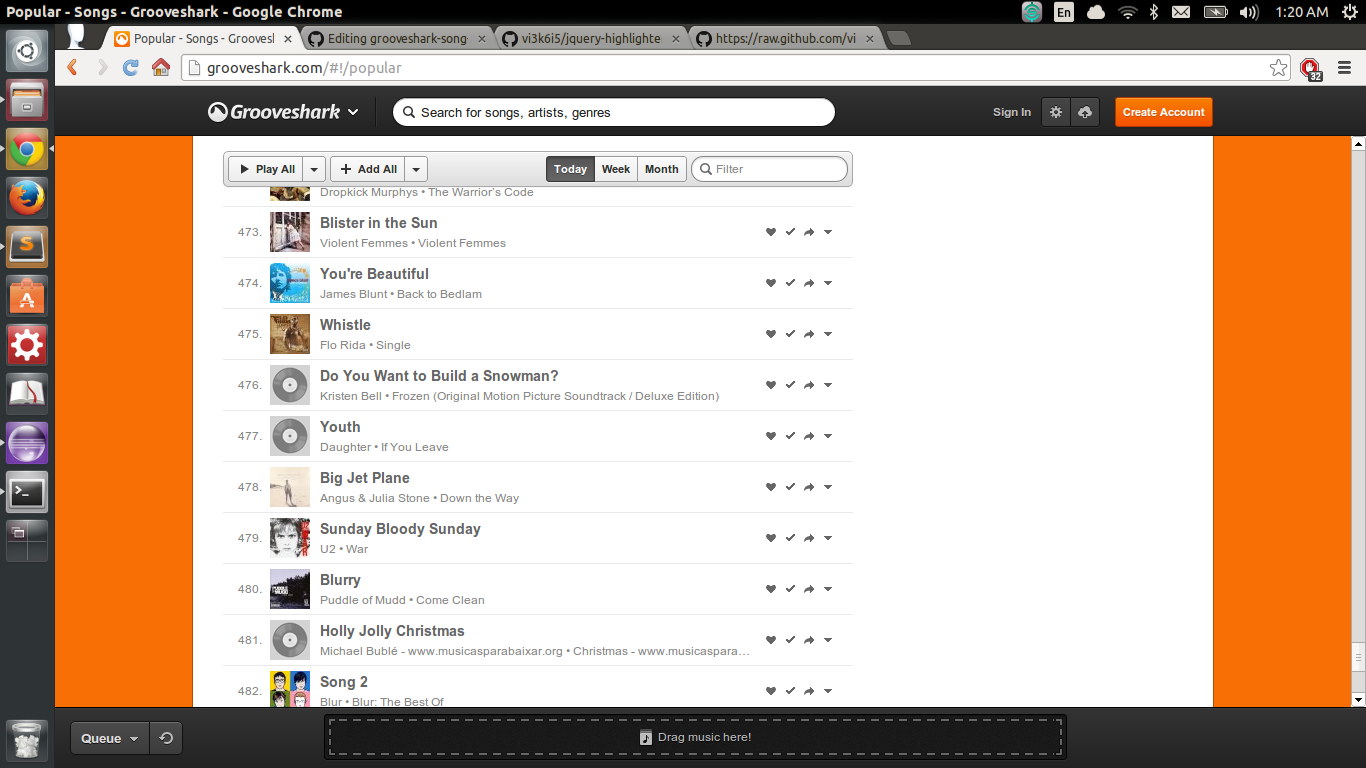 Popular - Songs - Grooveshark - Google Chrome
En
1:20 AM
Popular - Songs - Groovesl
Editing grooveshark-song
vi3k6i5/jquery-highlighte
https://raw.github.com/vi
grooveshark.com/#!/popular
32
Grooveshark
Search for songs, artists, genres
Sign In
Create Account
Play All
Add All
Today
Week
Month
Filter
Dropkick Murphys • The Warrior's Code
473.
Blister in the Sun
Violent Femmes • Violent Femmes
474.
You're Beautiful
James Blunt • Back to Bedlam
475.
Whistle
Flo Rida • Single
476.
Do You Want to Build a Snowman?
Kristen Bell • Frozen (Original Motion Picture Soundtrack / Deluxe Edition)
477.
Youth
Daughter • If You Leave
478.
Big Jet Plane
Angus & Julia Stone • Down the Way
479.
Sunday Bloody Sunday
U2 • War
480.
Blurry
Puddle of Mudd • Come Clean
481.
Holly Jolly Christmas
Michael Bublé - www.musicasparabaixar.org • Christmas - www.musicaspara…
482.
Song 2
Blur • Blur: The Best Of
Queue
Drag music here!